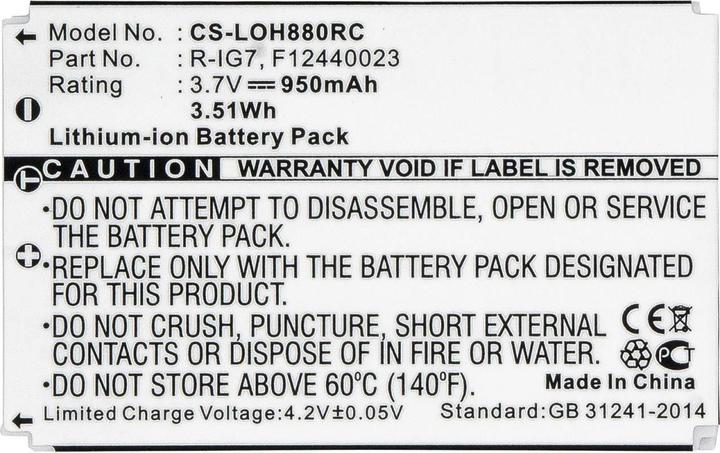 Model No. : CS-LOH880RC
Part No. : R-IG7, F12440023
Rating : 3.7V 950mAh
3.51Wh
Lithium-ion Battery Pack
CAUTION WARRANTY VOID IF LABEL IS REMOVED
•DO NOT ATTEMPT TO DISASSEMBLE, OPEN OR SERVICE
THE BATTERY PACK.
•REPLACE ONLY WITH THE BATTERY PACK DESIGNATED
FOR THIS PRODUCT.
•DO NOT CRUSH, PUNCTURE, SHORT EXTERNAL
CONTACTS OR DISPOSE OF IN FIRE OR WATER.
•DO NOT STORE ABOVE 60°C (140°F).
CE
PCT
Made In China
Limited Charge Voltage:4.2V±0.05V Standard:GB 31241-2014